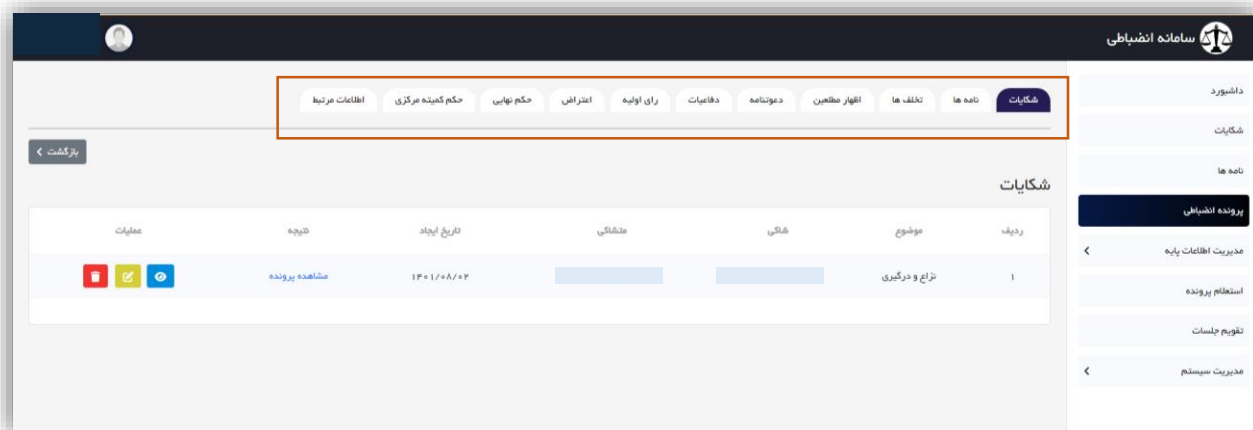 سامانه انضباطی
داشبورد
شکایات
نامه ها
پرونده انضباطی
مدیریت اطلاعات پایه
استعلام پرونده
تقویم جلسات
مدیریت سیستم
شکایات نامه ها تخلف ها اظهار مطلعین دعوتنامه دفاعیات رای اولیه اعتراض حکم نهایی حکم کمیته مرکزی اطلاعات مرتبط
بازگشت
شکایات
ردیف موضوع شاکی متشاکی تاریخ ایجاد نتیجه عملیات
۱ نزاع و درگیری ۱۴۰۱/۰۸/۰۲ مشاهده پرونده